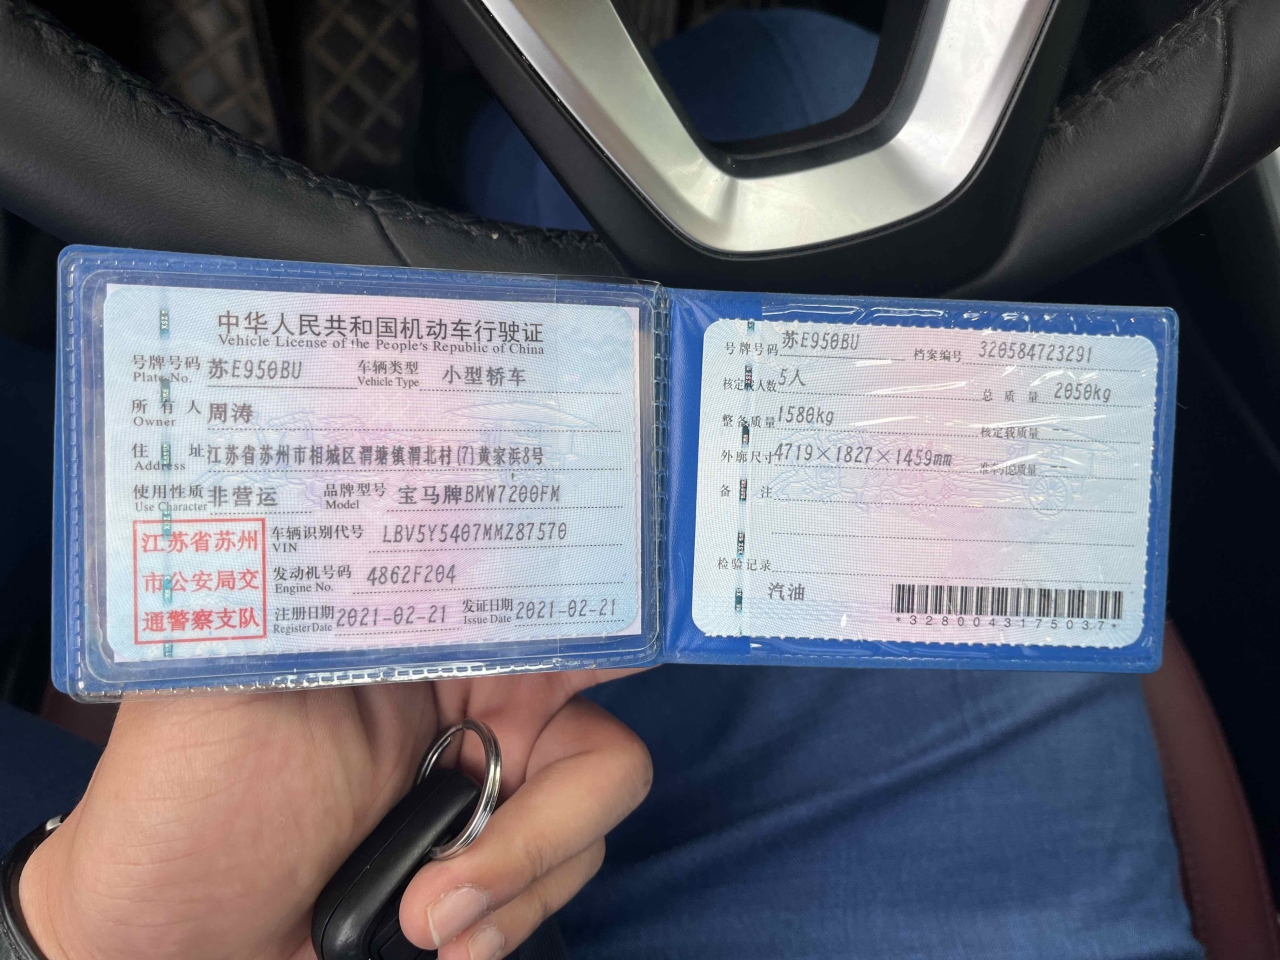 中华人民共和国机动车行驶证
Vehicle License of the People's Republic of China
号牌号码 苏E950BU 车辆类型 小型轿车
Plate No. Vehicle Type
所有人 周涛
Owner
住址 江苏省苏州市相城区渭塘镇渭北村(7)黄家浜8号
Address
使用性质 非营运 品牌型号 宝马牌BMW7200FM
Use Character Model
江苏省苏州
市公安局交
通警察支队
车辆识别代号 LBV5Y5407MMZ87570
VIN
发动机号码 4862F204
Engine No.
注册日期 2021-02-21 发证日期 2021-02-21
Register Date Issue Date
号牌号码 苏E950BU 档案编号 320584723291
核定载人数 5人 总质量 2050kg
整备质量 1580kg 核定载质量 --
外廓尺寸 4719×1827×1459mm 准牵引总质量 --
备注
检验记录
汽油
*3280043175037*